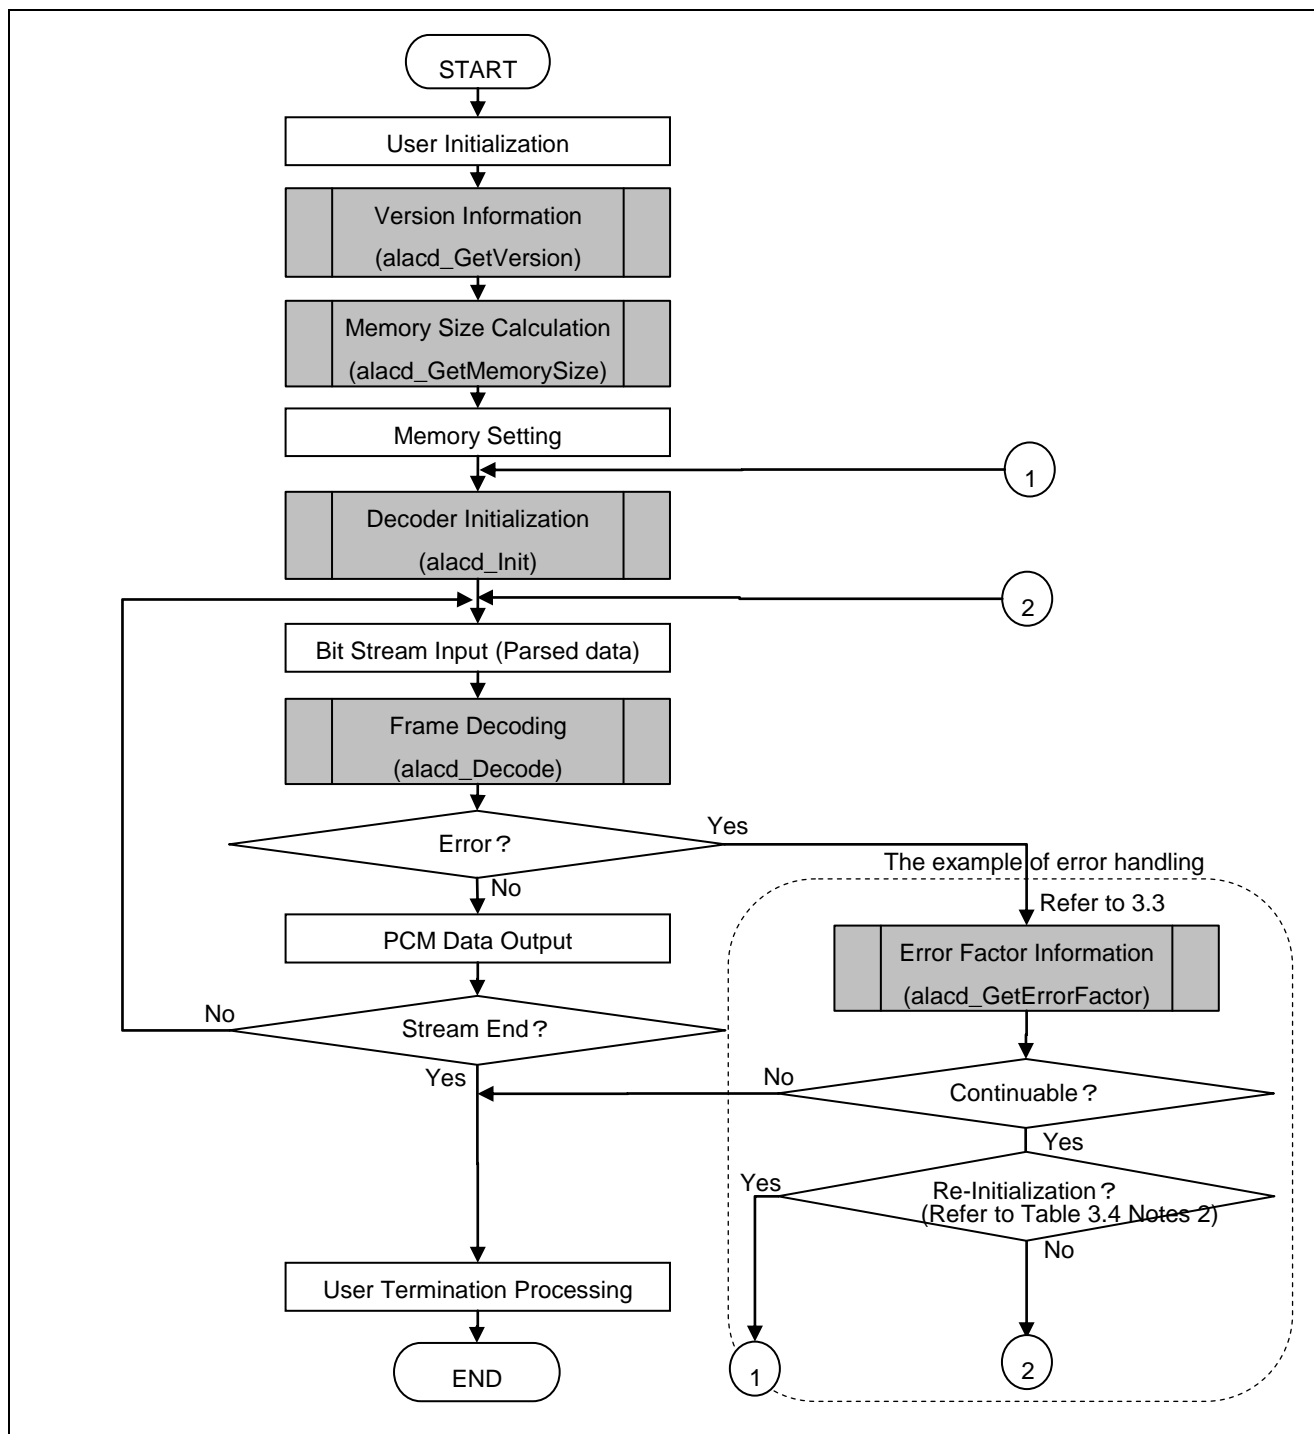 START
User Initialization
Version Information
(alacd_GetVersion)
Memory Size Calculation
(alacd_GetMemorySize)
Memory Setting
1
Decoder Initialization
(alacd_Init)
2
Bit Stream Input (Parsed data)
Frame Decoding
(alacd_Decode)
Error?
Yes
No
The example of error handling
Refer to 3.3
PCM Data Output
Error Factor Information
(alacd_GetErrorFactor)
Stream End?
No
Yes
Continuable?
No
Yes
Re-Initialization?
(Refer to Table 3.4 Notes 2)
Yes
No
User Termination Processing
1
2
END